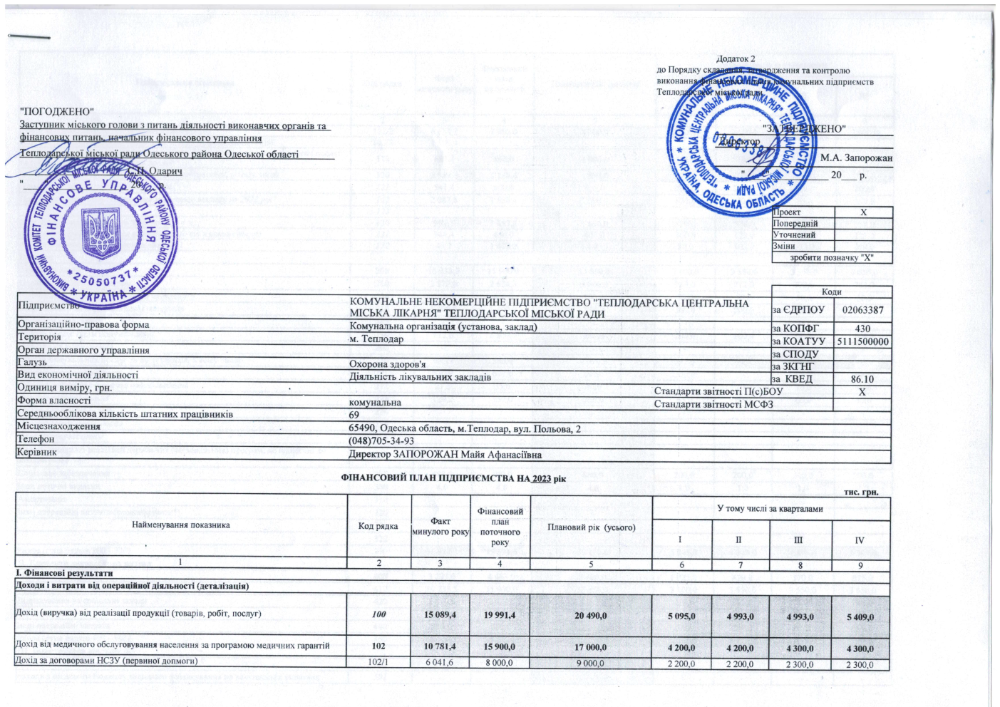 Додаток 2
до Порядку складання, затвердження та контролю
виконання фінансових планів комунальних підприємств
Теплодарської міської ради
"ПОГОДЖЕНО"
Заступник міського голови з питань діяльності виконавчих органів та
фінансових питань, начальник фінансового управління
Теплодарської міської ради Одеського района Одеської області
Одарич
"ЗАТВЕРДЖЕНО"
Директор
М.А. Запорожан
" " 20___ р.
ВИКОНАВЧИЙ КОМІТЕТ ТЕПЛОДАРСЬКОЇ МІСЬКОЇ РАДИ ОДЕСЬКОГО РАЙОНУ ОДЕСЬКОЇ ОБЛАСТІ
ФІНАНСОВЕ УПРАВЛІННЯ
* 25050737 *
* УКРАЇНА *
* КОМУНАЛЬНЕ НЕКОМЕРЦІЙНЕ ПІДПРИЄМСТВО *
УКРАЇНА, ОДЕСЬКА ОБЛАСТЬ
"ТЕПЛОДАРСЬКА ЦЕНТРАЛЬНА МІСЬКА ЛІКАРНЯ" ТЕПЛОДАРСЬКОЇ МІСЬКОЇ РАДИ *
02063387
Проект X
Попередній
Уточнений
Зміни
зробити позначку "X"
Коди
Підприємство КОМУНАЛЬНЕ НЕКОМЕРЦІЙНЕ ПІДПРИЄМСТВО "ТЕПЛОДАРСЬКА ЦЕНТРАЛЬНА МІСЬКА ЛІКАРНЯ" ТЕПЛОДАРСЬКОЇ МІСЬКОЇ РАДИ за ЄДРПОУ 02063387
Організаційно-правова форма Комунальна організація (установа, заклад) за КОПФГ 430
Територія м. Теплодар за КОАТУУ 5111500000
Орган державного управління за СПОДУ
Галузь Охорона здоров'я за ЗКГНГ
Вид економічної діяльності Діяльність лікувальних закладів за КВЕД 86.10
Одиниця виміру, грн. Стандарти звітності П(с)БОУ X
Форма власності комунальна Стандарти звітності МСФЗ
Середньооблікова кількість штатних працівників 69
Місцезнаходження 65490, Одеська область, м.Теплодар, вул. Польова, 2
Телефон (048)705-34-93
Керівник Директор ЗАПОРОЖАН Майя Афанасіївна
ФІНАНСОВИЙ ПЛАН ПІДПРИЄМСТВА НА 2023 рік
тис. грн.
Найменування показника Код рядка Факт минулого року Фінансовий план поточного року Плановий рік (усього) У тому числі за кварталами
I II III IV
1 2 3 4 5 6 7 8 9
I. Фінансові результати
Доходи і витрати від операційної діяльності (деталізація)
Дохід (виручка) від реалізації продукції (товарів, робіт, послуг) 100 15 089,4 19 991,4 20 490,0 5 095,0 4 993,0 4 993,0 5 409,0
Дохід від медичного обслуговування населення за програмою медичних гарантій 102 10 781,4 15 900,0 17 000,0 4 200,0 4 200,0 4 300,0 4 300,0
Дохід за договорами НСЗУ (первиної допмоги) 102/1 6 041,6 8 000,0 9 000,0 2 200,0 2 200,0 2 300,0 2 300,0